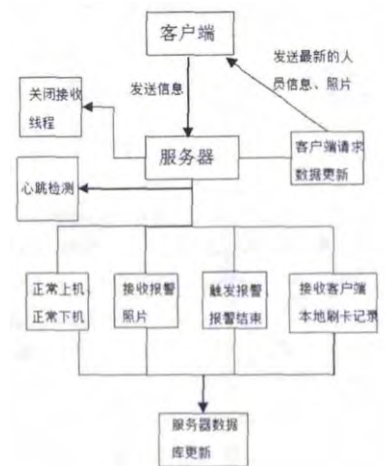 客户端
发送最新的人
员信息、照片
发送信息
关闭接收
线程
服务器
客户端请求
数据更新
心跳检测
正常上机
正常下机
接收报警
照片
触发报警
报警结束
接收客户端
本地刷卡记录
服务器数据
库更新